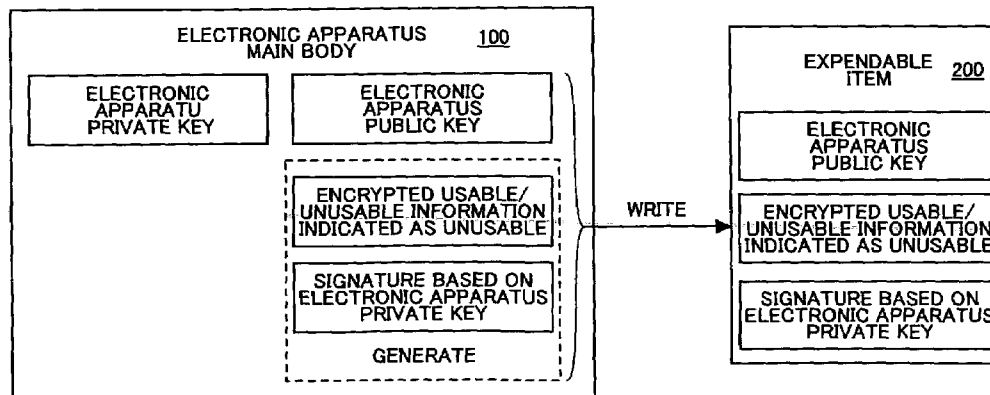 ELECTRONIC APPARATUS
MAIN BODY
100
ELECTRONIC
APPARATU
PRIVATE KEY
ELECTRONIC
APPARATUS
PUBLIC KEY
ENCRYPTED USABLE/
UNUSABLE INFORMATION
INDICATED AS UNUSABLE
SIGNATURE BASED ON
ELECTRONIC APPARATUS
PRIVATE KEY
GENERATE
WRITE
EXPENDABLE
ITEM
200
ELECTRONIC
APPARATUS
PUBLIC KEY
ENCRYPTED USABLE/
UNUSABLE INFORMATION
INDICATED AS UNUSABLE
SIGNATURE BASED ON
ELECTRONIC APPARATUS
PRIVATE KEY